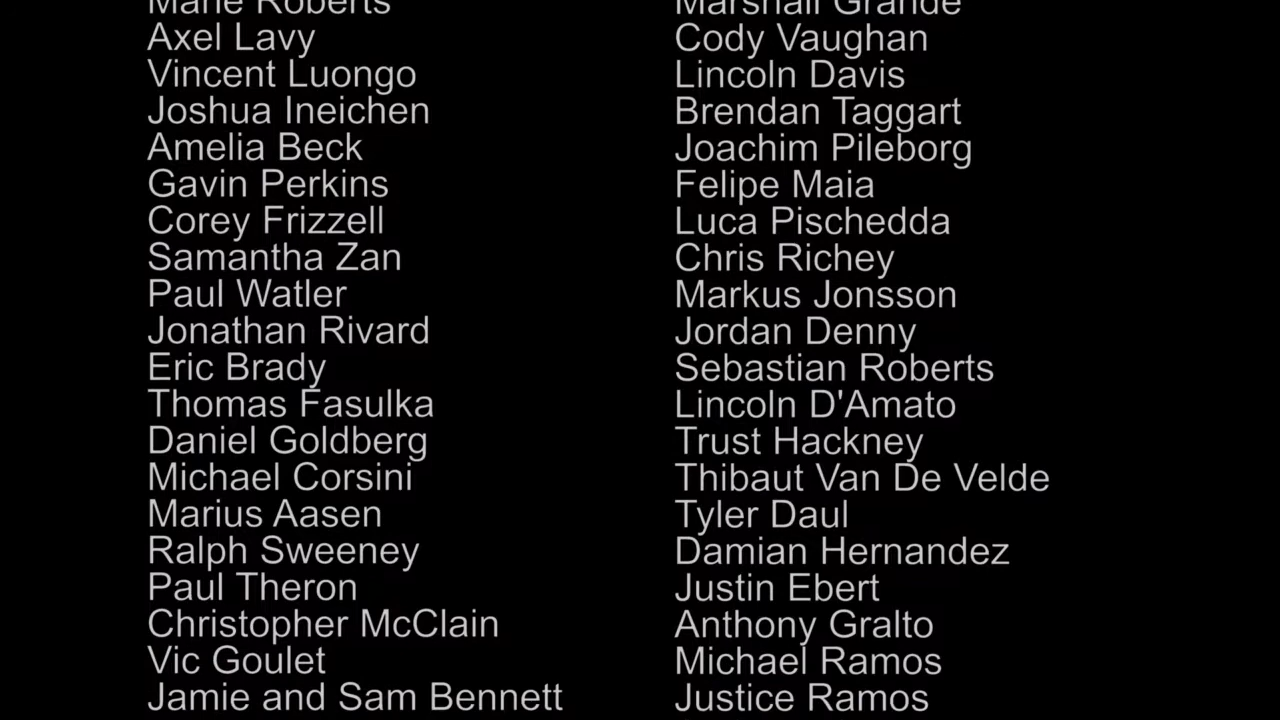 Marie Roberts
Axel Lavy
Vincent Luongo
Joshua Ineichen
Amelia Beck
Gavin Perkins
Corey Frizzell
Samantha Zan
Paul Watler
Jonathan Rivard
Eric Brady
Thomas Fasulka
Daniel Goldberg
Michael Corsini
Marius Aasen
Ralph Sweeney
Paul Theron
Christopher McClain
Vic Goulet
Jamie and Sam Bennett
Marshall Grande
Cody Vaughan
Lincoln Davis
Brendan Taggart
Joachim Pileborg
Felipe Maia
Luca Pischedda
Chris Richey
Markus Jonsson
Jordan Denny
Sebastian Roberts
Lincoln D'Amato
Trust Hackney
Thibaut Van De Velde
Tyler Daul
Damian Hernandez
Justin Ebert
Anthony Gralto
Michael Ramos
Justice Ramos